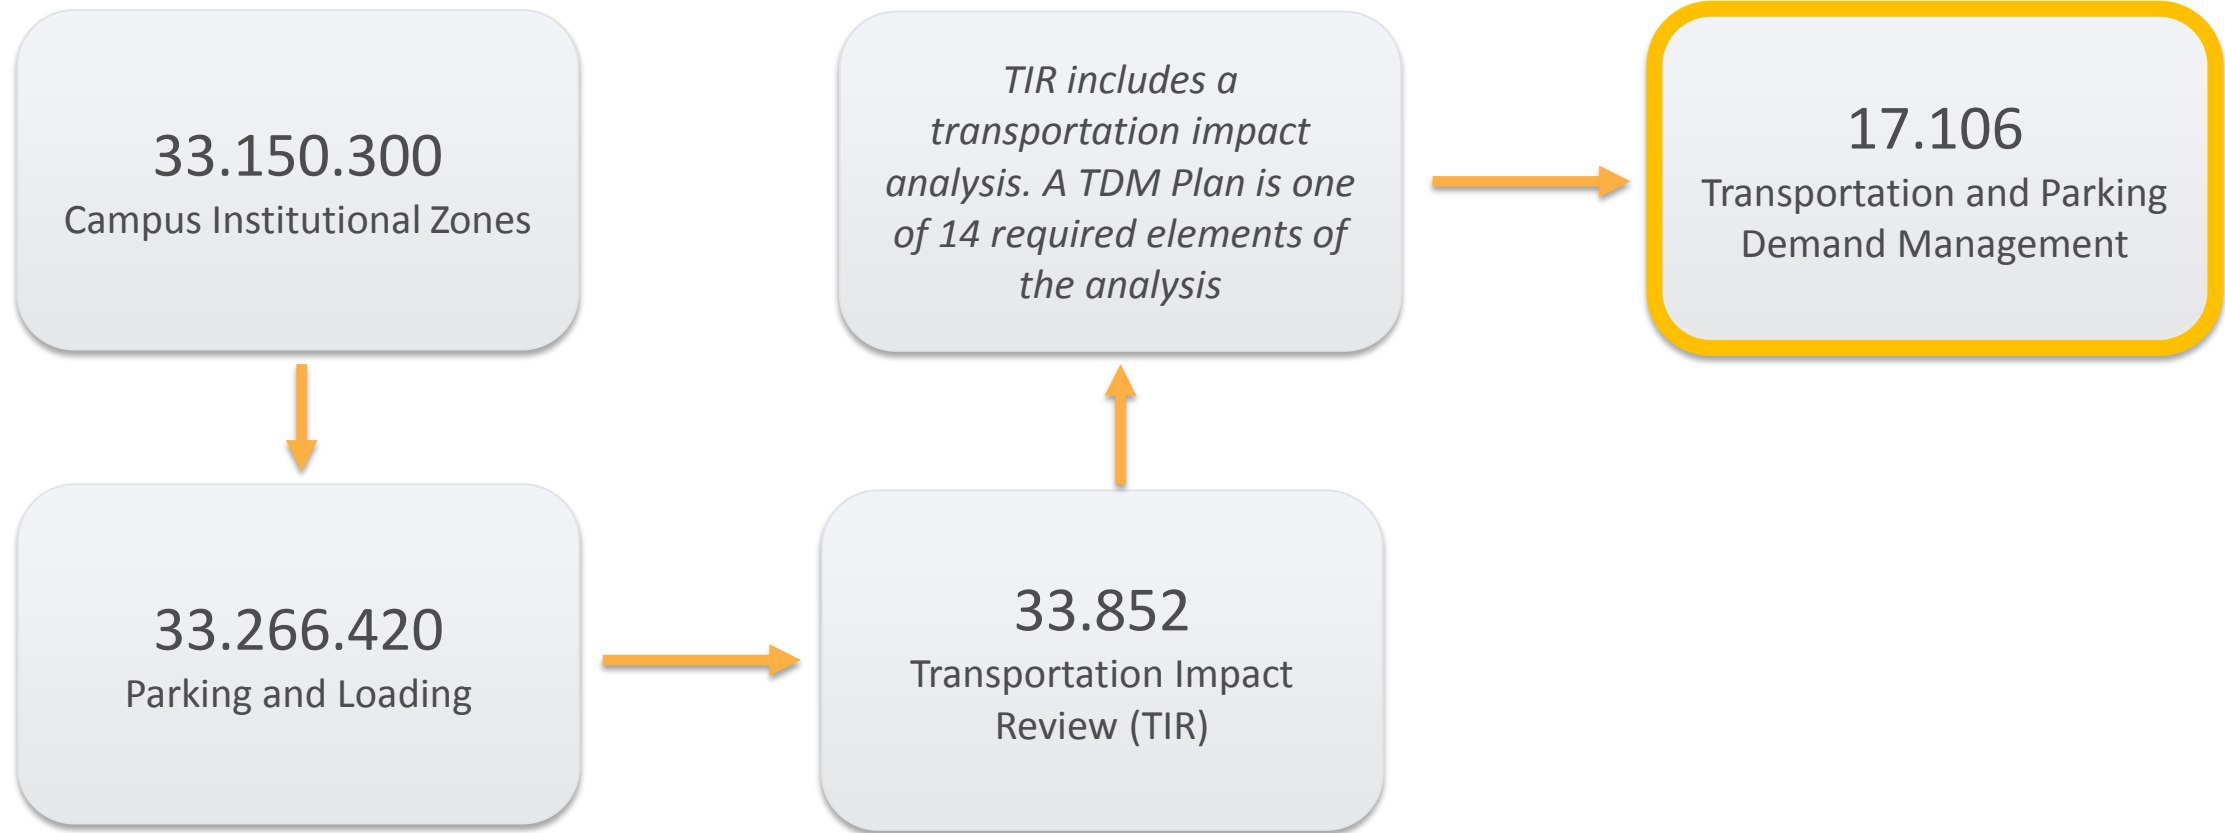 33.150.300
Campus Institutional Zones
33.266.420
Parking and Loading
33.852
Transportation Impact
Review (TIR)
TIR includes a
transportation impact
analysis. A TDM Plan is one
of 14 required elements of
the analysis
17.106
Transportation and Parking
Demand Management